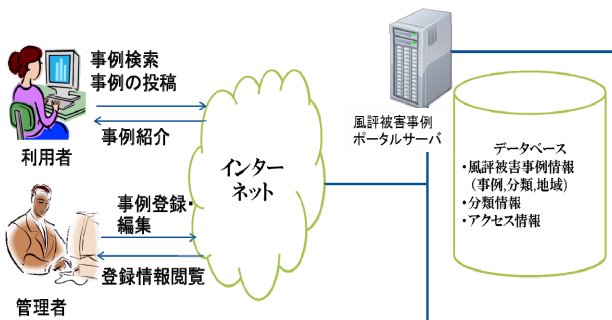 事例検索
事例の投稿
事例紹介
利用者
事例登録・
編集
登録情報閲覧
管理者
インター
ネット
風評被害事例
ポータルサーバ
データベース
・風評被害事例情報
（事例,分類,地域）
・分類情報
・アクセス情報